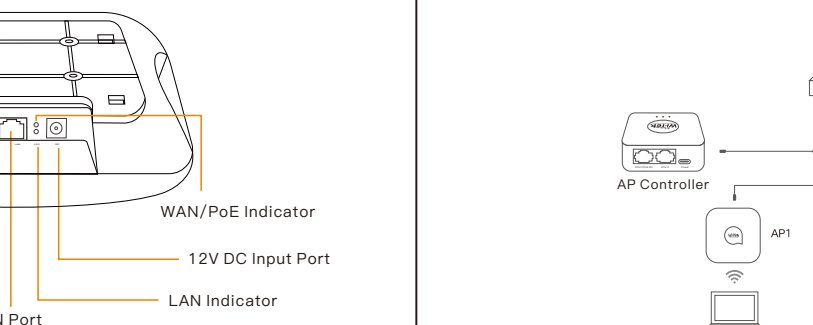 WAN/PoE Indicator
12V DC Input Port
LAN Indicator
N Port
AP Controller
AP1